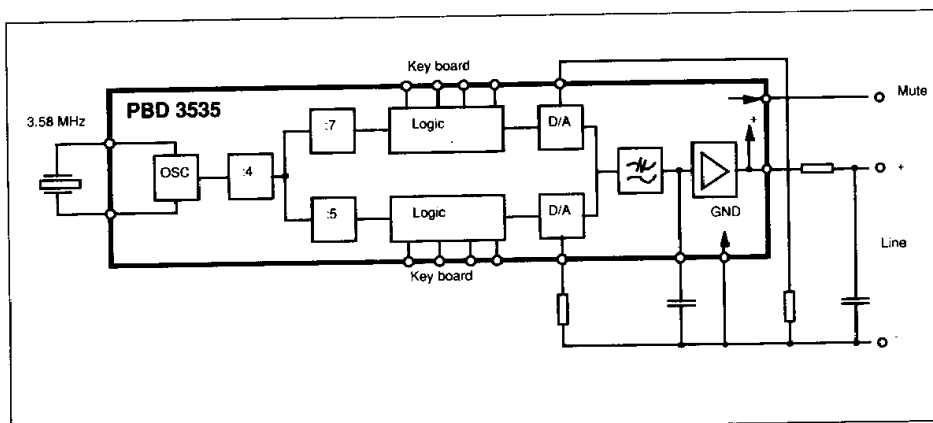 Key board
Mute
PBD 3535
3.58 MHz
:7
Logic
D/A
+
OSC
:4
+
:5
Logic
D/A
GND
Line
Key board
-